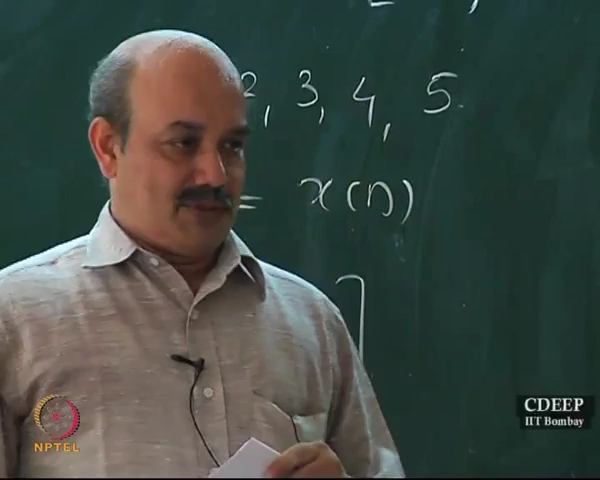 2, 3, 4, 5
= x(n)
]
CDEEP
IIT Bombay
NPTEL